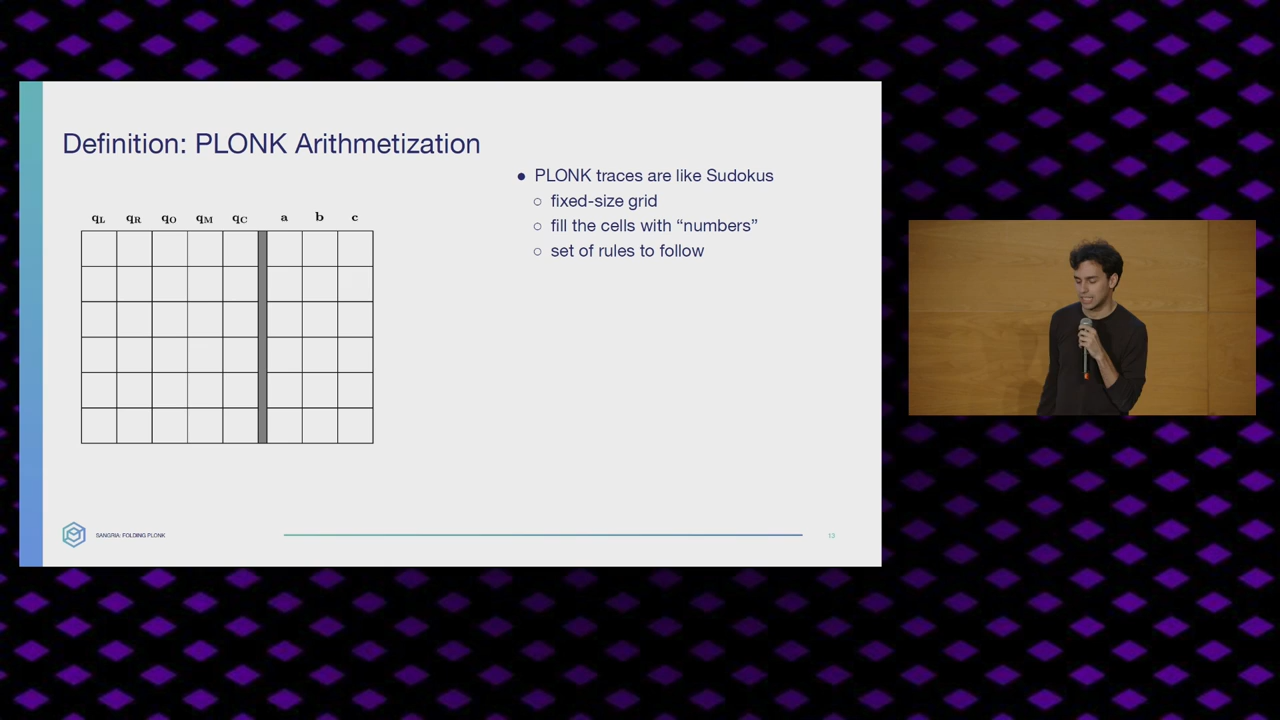 Definition: PLONK Arithmetization
● PLONK traces are like Sudokus
○ fixed-size grid
○ fill the cells with “numbers”
○ set of rules to follow
qL qR qO qM qC a b c
SANGRIA: FOLDING PLONK
13